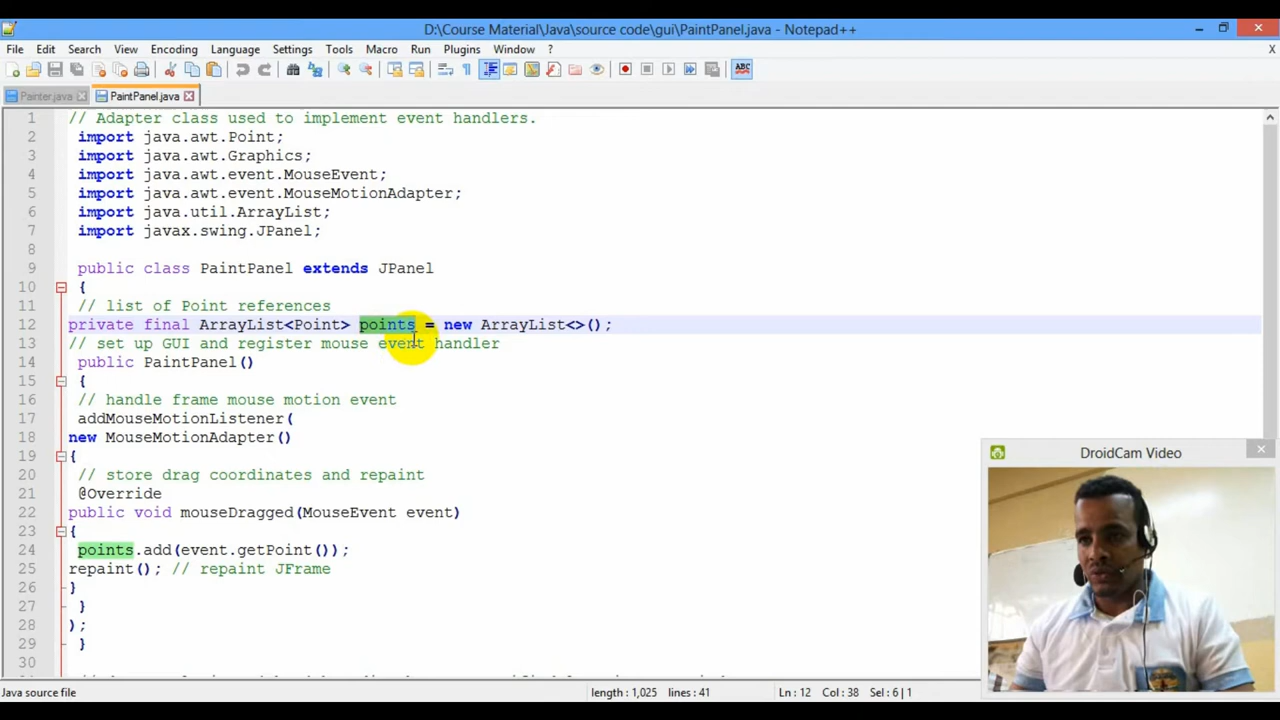 D:\Course Material\Java\source code\gui\PaintPanel.java - Notepad++
File Edit Search View Encoding Language Settings Tools Macro Run Plugins Window ?
X
ABC
Painter.java PaintPanel.java
1 // Adapter class used to implement event handlers.
2 import java.awt.Point;
3 import java.awt.Graphics;
4 import java.awt.event.MouseEvent;
5 import java.awt.event.MouseMotionAdapter;
6 import java.util.ArrayList;
7 import javax.swing.JPanel;
8
9 public class PaintPanel extends JPanel
10 {
11 // list of Point references
12 private final ArrayList<Point> points = new ArrayList<>();
13 // set up GUI and register mouse event handler
14 public PaintPanel()
15 {
16 // handle frame mouse motion event
17 addMouseMotionListener(
18 new MouseMotionAdapter()
19 {
20 // store drag coordinates and repaint
21 @Override
22 public void mouseDragged(MouseEvent event)
23 {
24 points.add(event.getPoint());
25 repaint(); // repaint JFrame
26 }
27 }
28 );
29 }
30
DroidCam Video
Java source file length : 1,025 lines : 41 Ln : 12 Col : 38 Sel : 6 | 1